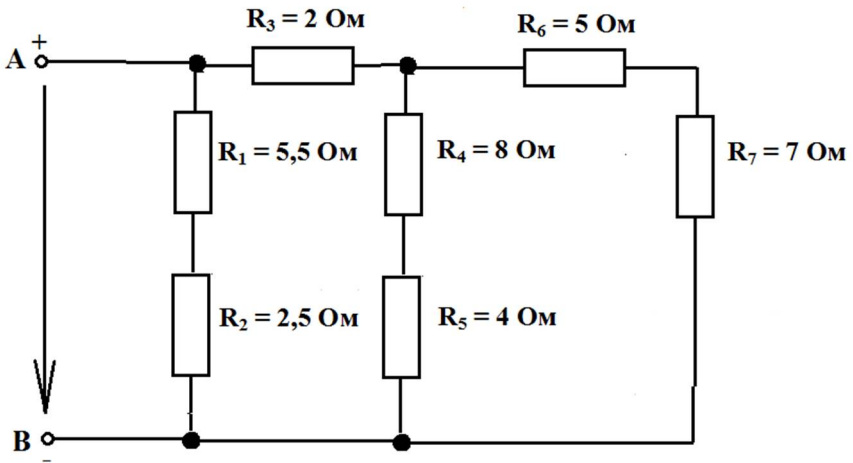 R₃ = 2 Ом
R₆ = 5 Ом
+
A
R₁ = 5,5 Ом
R₄ = 8 Ом
R₇ = 7 Ом
R₂ = 2,5 Ом
R₅ = 4 Ом
B
-